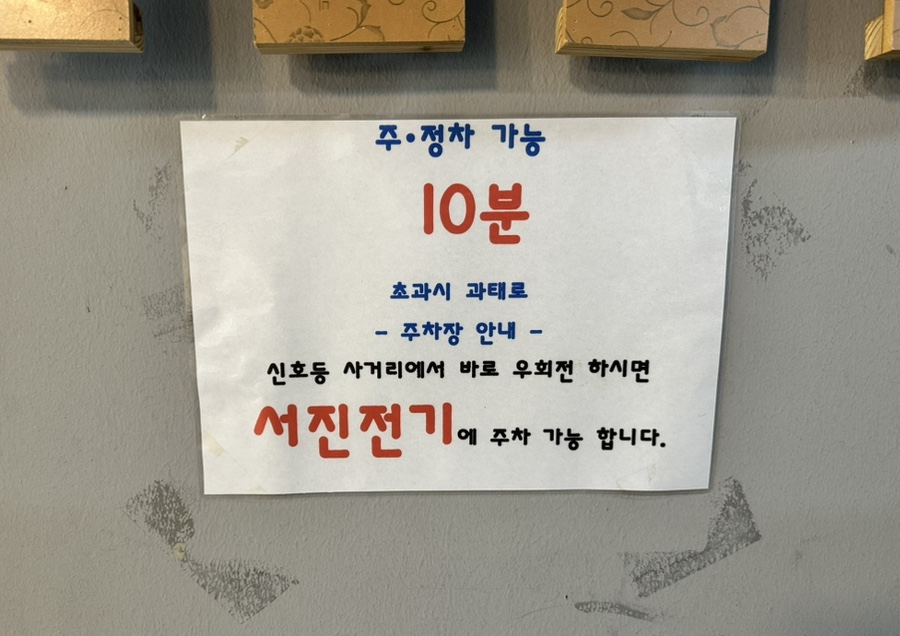 주•정차 가능
10분
초과시 과태로
- 주차장 안내 -
신호등 사거리에서 바로 우회전 하시면
서진전기에 주차 가능 합니다.